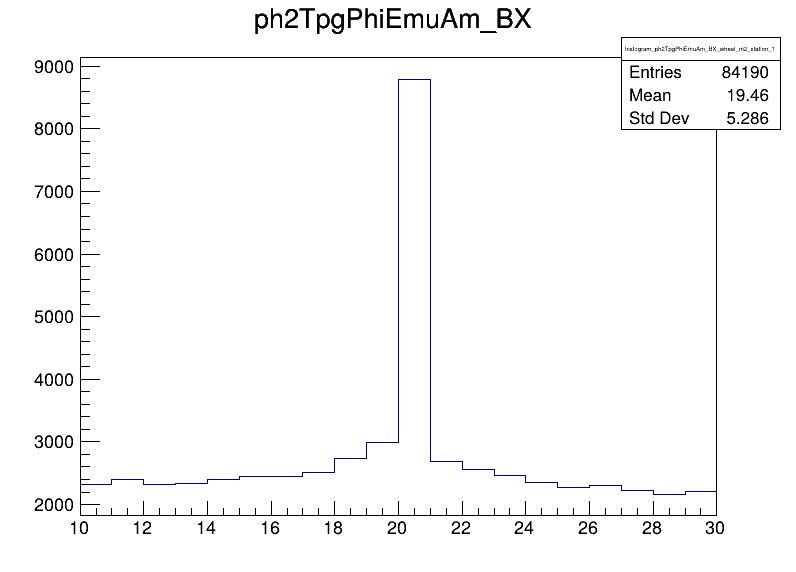 ph2TpgPhiEmuAm_BX
histogram_ph2TpgPhiEmuAm_BX_wheel_m2_station_1
Entries 84190
Mean 19.46
Std Dev 5.286
9000
8000
7000
6000
5000
4000
3000
2000
10 12 14 16 18 20 22 24 26 28 30